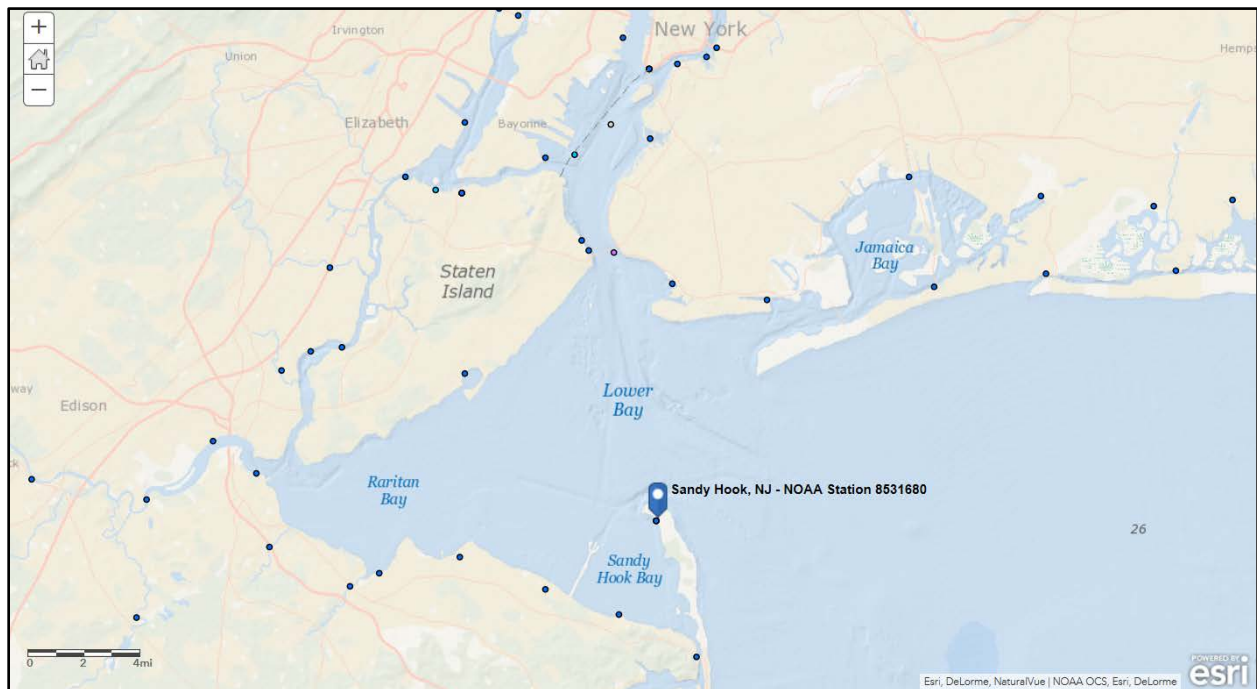 +
−
Irvington
New York
Union
Hemps
Elizabeth
Bayonne
Jamaica
Bay
Staten
Island
Lower
Bay
way
Edison
ck
Raritan
Bay
Sandy Hook, NJ - NOAA Station 8531680
26
Sandy
Hook Bay
0 2 4mi
Esri, DeLorme, NaturalVue | NOAA OCS, Esri, DeLorme
POWERED BY
esri